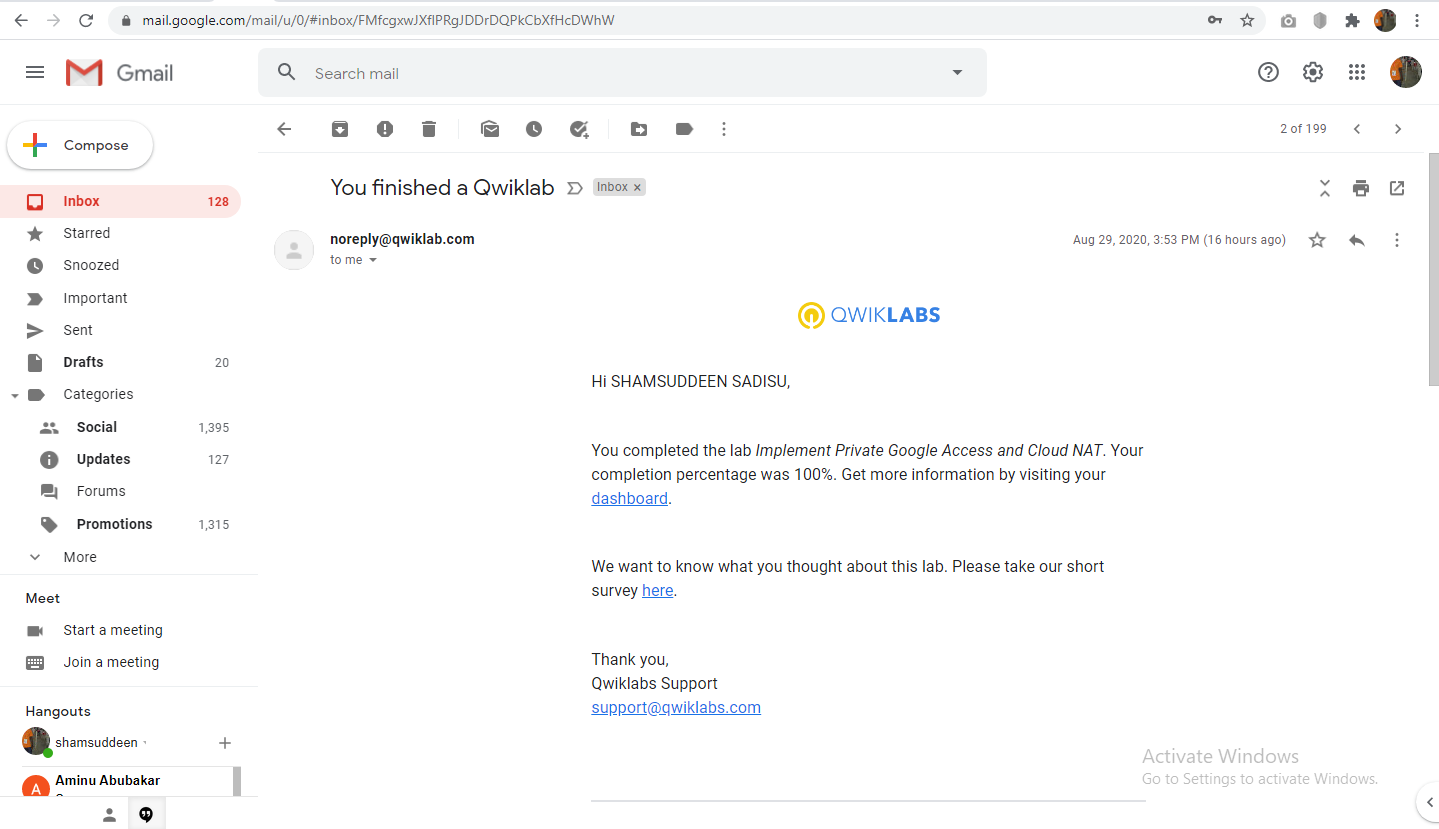 mail.google.com/mail/u/0/#inbox/FMfcgxwJXflPRgJDDrDQPkCbXfHcDWhW
Gmail
Search mail
Compose
2 of 199
Inbox 128
Starred
Snoozed
Important
Sent
Drafts 20
Categories
Social 1,395
Updates 127
Forums
Promotions 1,315
More
Meet
Start a meeting
Join a meeting
Hangouts
shamsuddeen
A Aminu Abubakar
You finished a Qwiklab Inbox ×
noreply@qwiklab.com Aug 29, 2020, 3:53 PM (16 hours ago)
to me
QWIKLABS
Hi SHAMSUDDEEN SADISU,
You completed the lab Implement Private Google Access and Cloud NAT. Your
completion percentage was 100%. Get more information by visiting your
dashboard.
We want to know what you thought about this lab. Please take our short
survey here.
Thank you,
Qwiklabs Support
support@qwiklabs.com
Activate Windows
Go to Settings to activate Windows.